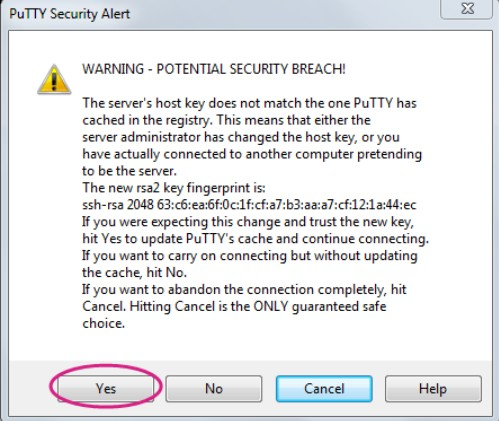 PuTTY Security Alert
WARNING - POTENTIAL SECURITY BREACH!
The server's host key does not match the one PuTTY has
cached in the registry. This means that either the
server administrator has changed the host key, or you
have actually connected to another computer pretending
to be the server.
The new rsa2 key fingerprint is:
ssh-rsa 2048 63:c6:ea:6f:0c:1f:cf:a7:b3:aa:a7:cf:12:1a:44:ec
If you were expecting this change and trust the new key,
hit Yes to update PuTTY's cache and continue connecting.
If you want to carry on connecting but without updating
the cache, hit No.
If you want to abandon the connection completely, hit
Cancel. Hitting Cancel is the ONLY guaranteed safe
choice.
Yes No Cancel Help